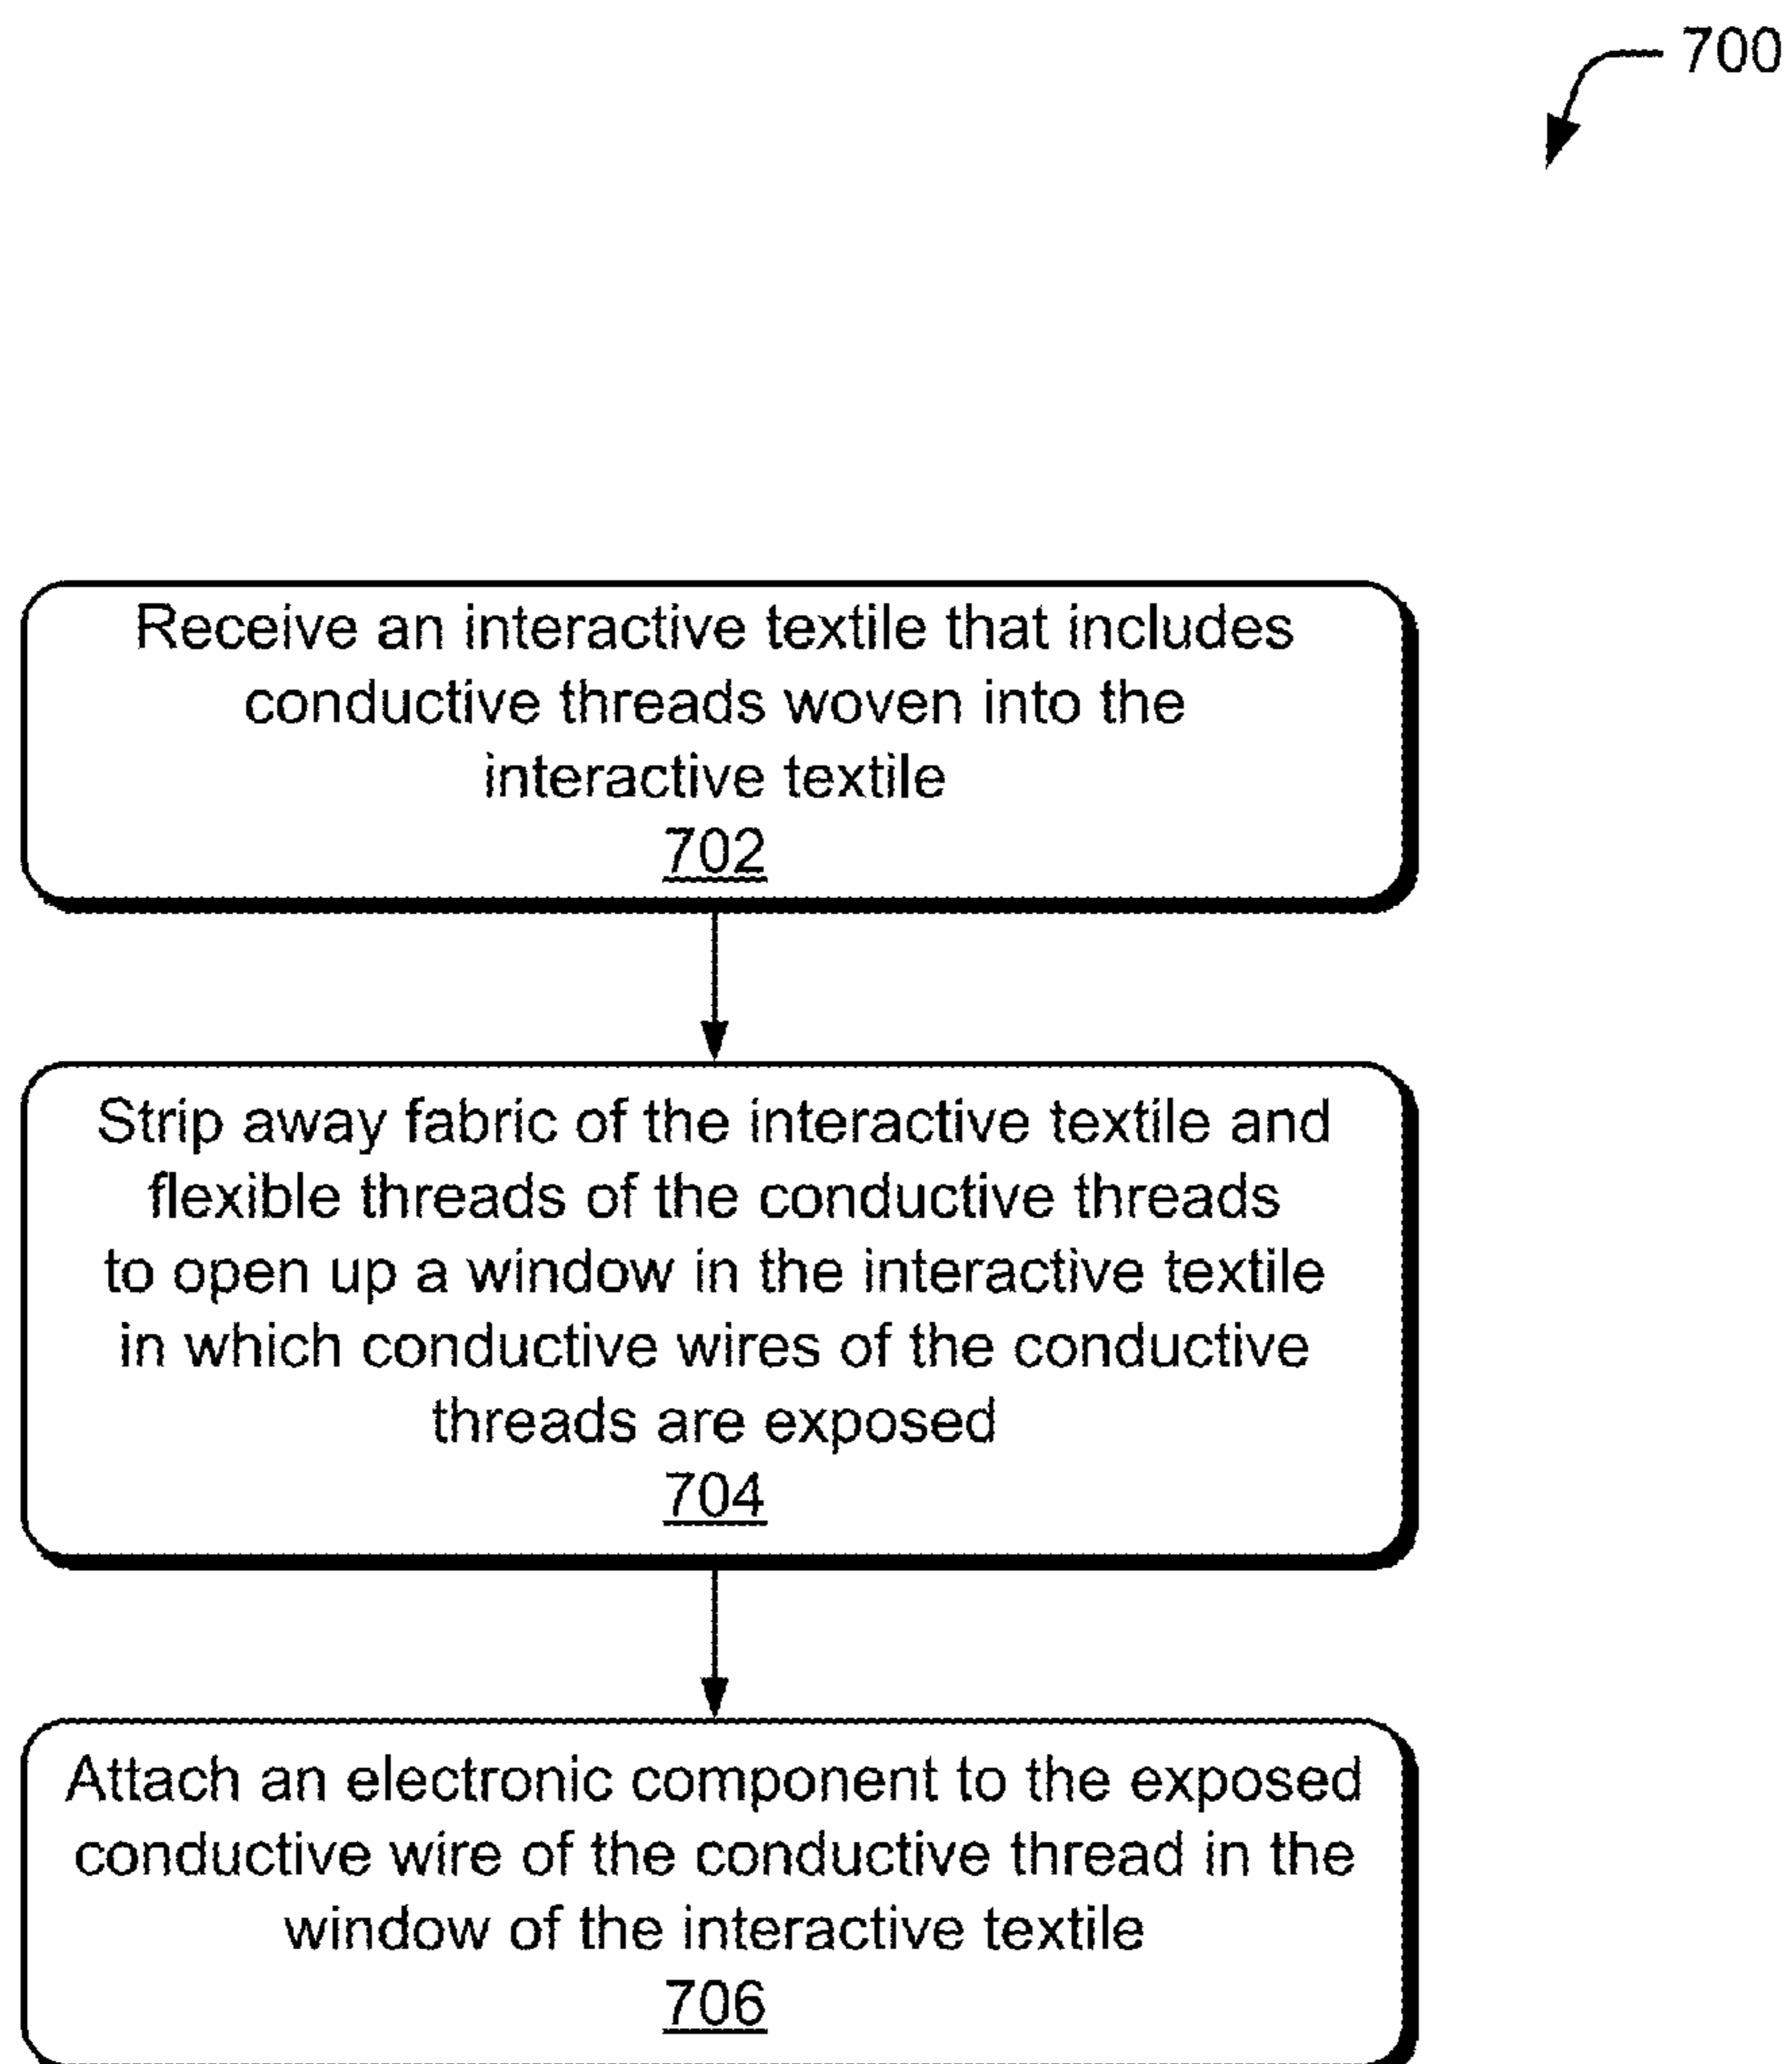 700
Receive an interactive textile that includes
conductive threads woven into the
interactive textile
702
Strip away fabric of the interactive textile and
flexible threads of the conductive threads
to open up a window in the interactive textile
in which conductive wires of the conductive
threads are exposed
704
Attach an electronic component to the exposed
conductive wire of the conductive thread in the
window of the interactive textile
706